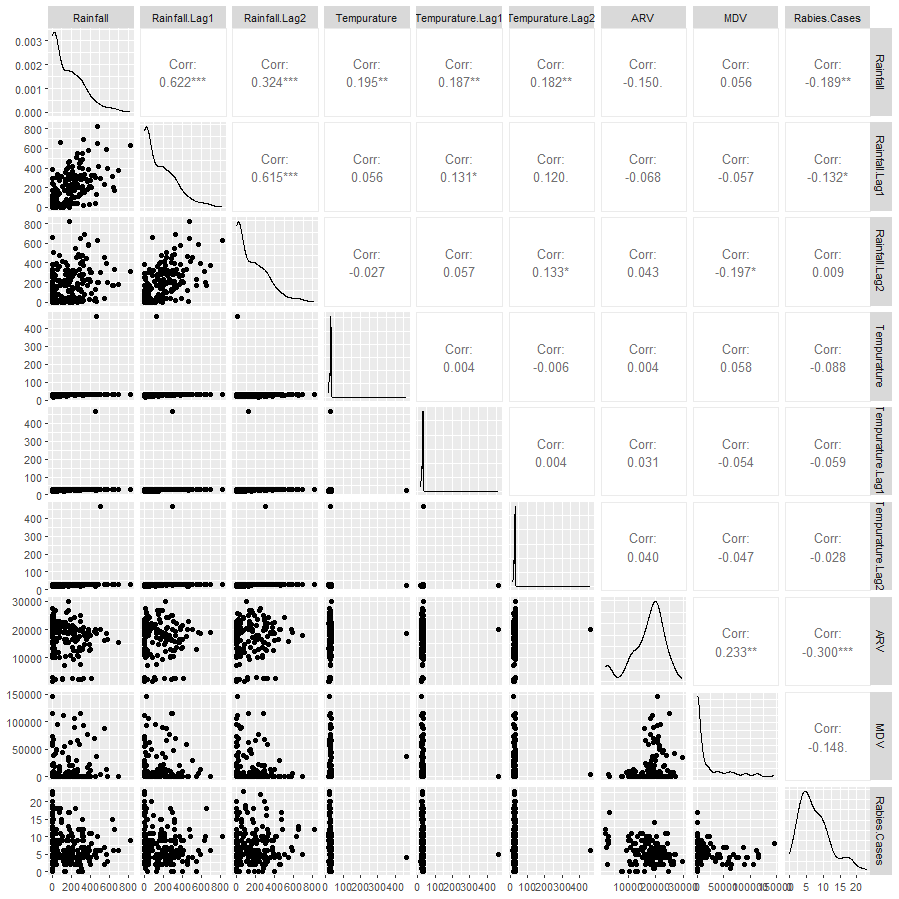 Rainfall Rainfall.Lag1 Rainfall.Lag2 Tempurature Tempurature.Lag1 Tempurature.Lag2 ARV MDV Rabies.Cases
0.003
0.002
0.001
0.000
Corr:
0.622***
Corr:
0.324***
Corr:
0.195**
Corr:
0.187**
Corr:
0.182**
Corr:
-0.150.
Corr:
0.056
Corr:
-0.189**
Rainfall
800
600
400
200
0
Corr:
0.615***
Corr:
0.056
Corr:
0.131*
Corr:
0.120.
Corr:
-0.068
Corr:
-0.057
Corr:
-0.132*
Rainfall.Lag1
800
600
400
200
0
Corr:
-0.027
Corr:
0.057
Corr:
0.133*
Corr:
0.043
Corr:
-0.197*
Corr:
0.009
Rainfall.Lag2
400
300
200
100
0
Corr:
0.004
Corr:
-0.006
Corr:
0.004
Corr:
0.058
Corr:
-0.088
Tempurature
400
300
200
100
0
Corr:
0.004
Corr:
0.031
Corr:
-0.054
Corr:
-0.059
Tempurature.Lag1
400
300
200
100
0
Corr:
0.040
Corr:
-0.047
Corr:
-0.028
Tempurature.Lag2
30000
20000
10000
Corr:
0.233**
Corr:
-0.300***
ARV
150000
100000
50000
0
Corr:
-0.148.
MDV
20
15
10
5
0
Rabies.Cases
0 200 400 600 800 0 200 400 600 800 0 200 400 600 800 0 100 200 300 400 0 100 200 300 400 0 100 200 300 400 10000 20000 30000 0 50000 100000 150000 0 5 10 15 20